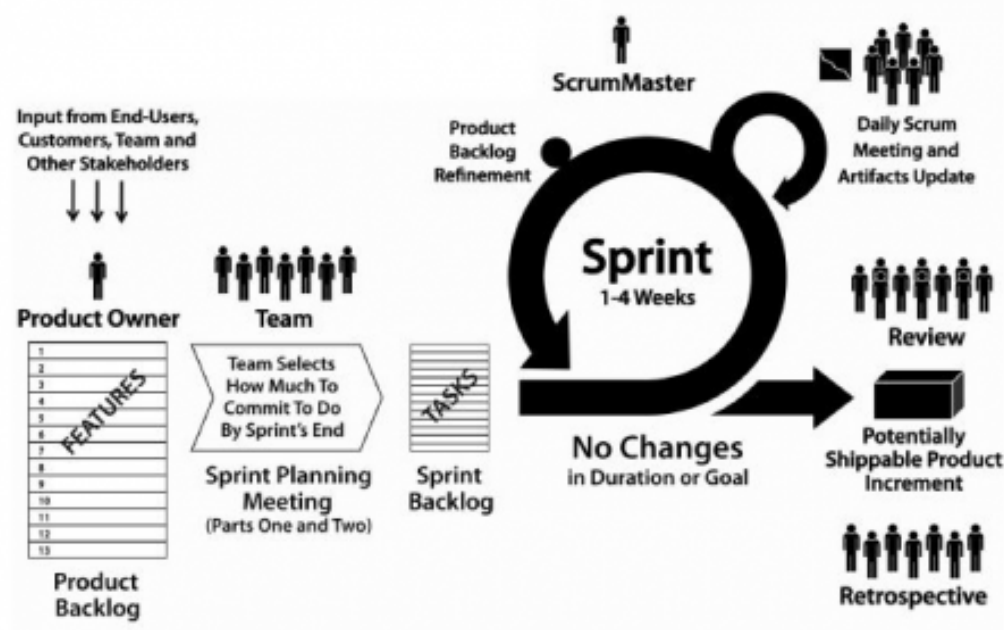 Input from End-Users,
Customers, Team and
Other Stakeholders
Product Owner
1
2
3
4
5
6
7
8
9
10
11
12
13
FEATURES
Product
Backlog
Team
Team Selects
How Much To
Commit To Do
By Sprint's End
Sprint Planning
Meeting
(Parts One and Two)
TASKS
Sprint
Backlog
ScrumMaster
Product
Backlog
Refinement
Sprint
1-4 Weeks
No Changes
in Duration or Goal
Daily Scrum
Meeting and
Artifacts Update
Review
Potentially
Shippable Product
Increment
Retrospective